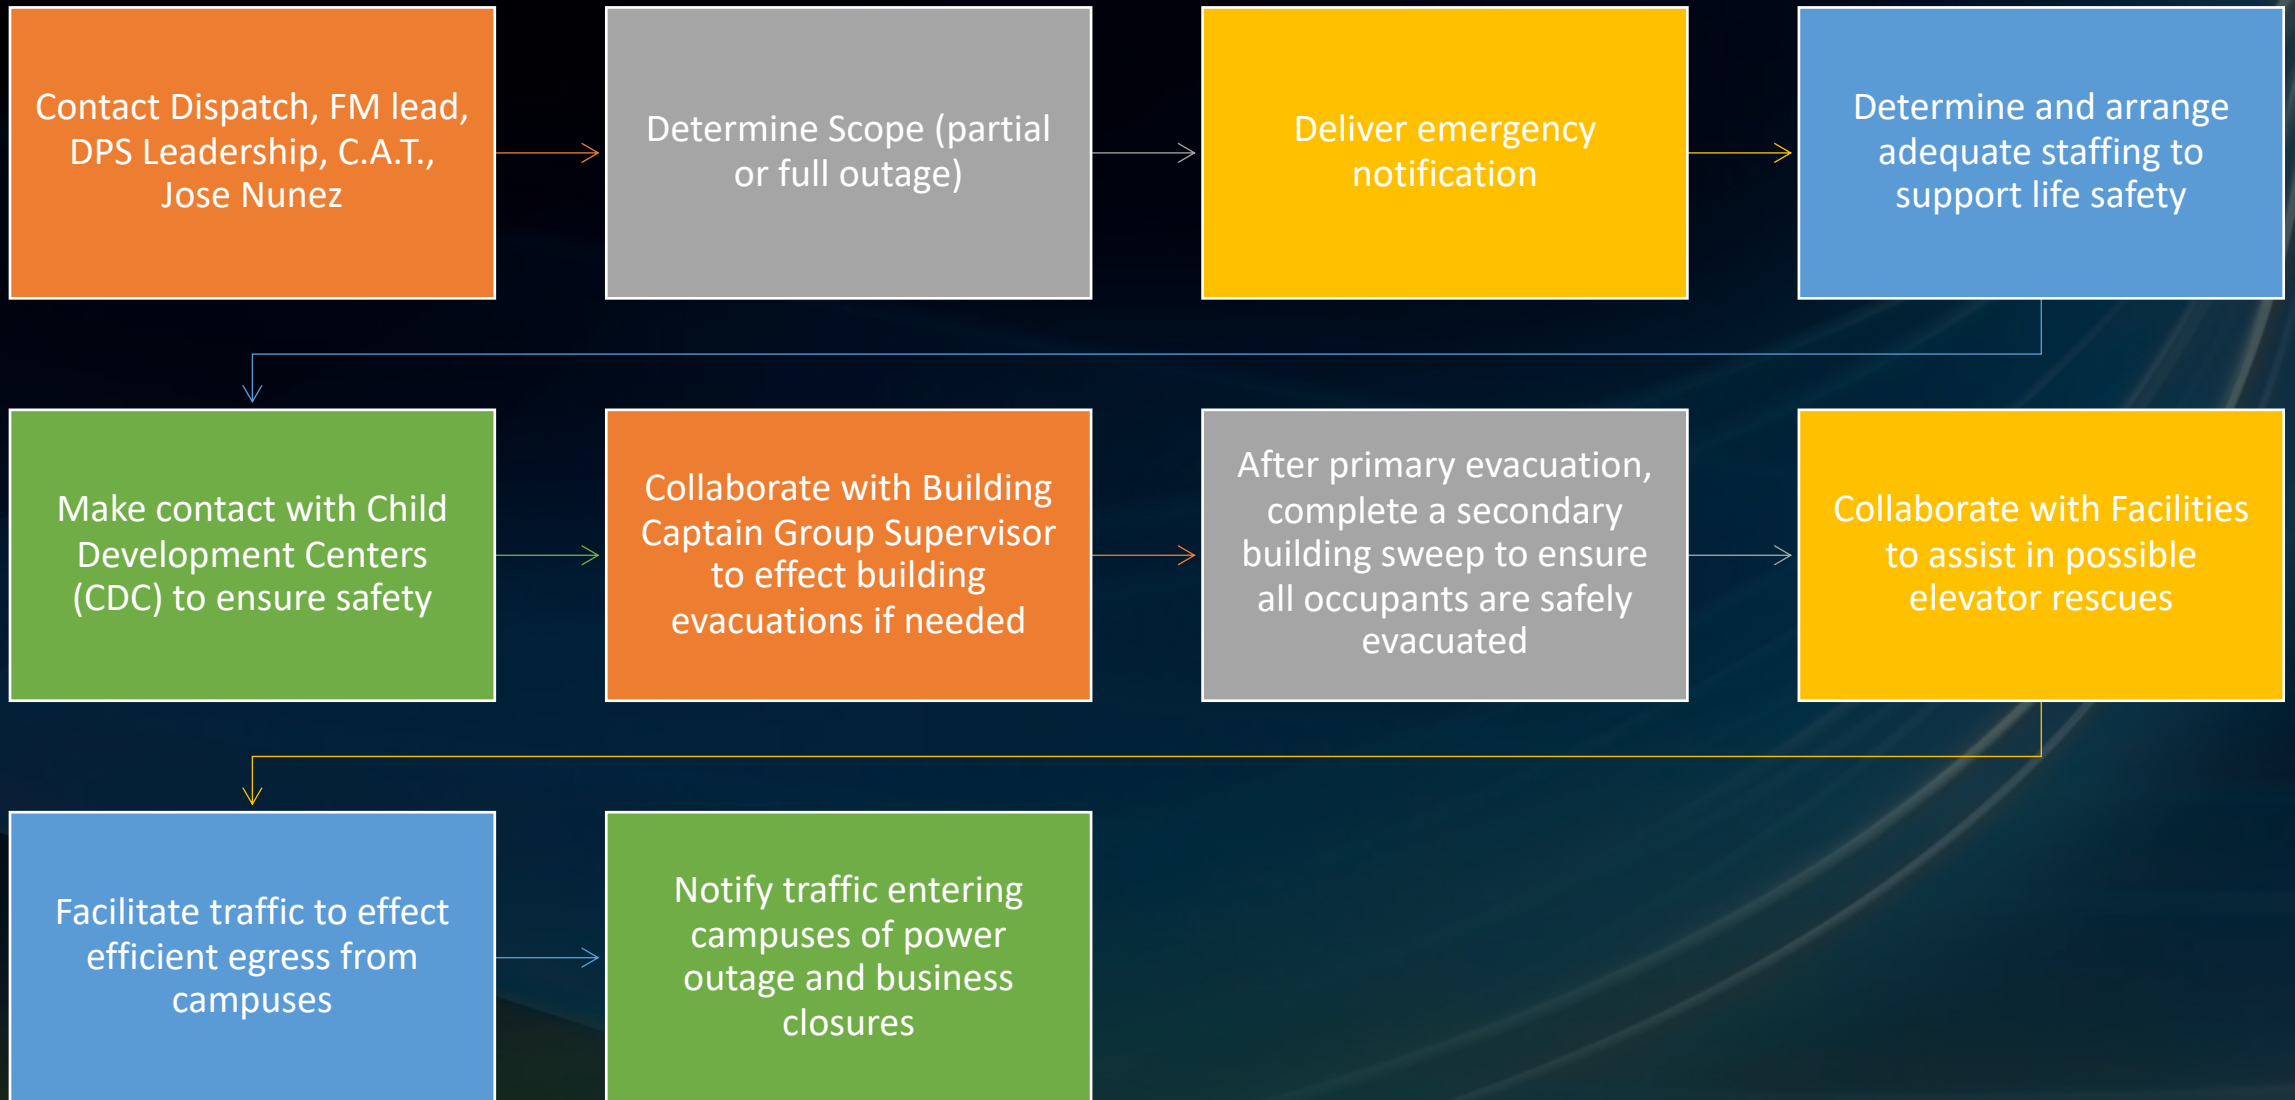 Contact Dispatch, FM lead,
DPS Leadership, C.A.T.,
Jose Nunez
Determine Scope (partial
or full outage)
Deliver emergency
notification
Determine and arrange
adequate staffing to
support life safety
Make contact with Child
Development Centers
(CDC) to ensure safety
Collaborate with Building
Captain Group Supervisor
to effect building
evacuations if needed
After primary evacuation,
complete a secondary
building sweep to ensure
all occupants are safely
evacuated
Collaborate with Facilities
to assist in possible
elevator rescues
Facilitate traffic to effect
efficient egress from
campuses
Notify traffic entering
campuses of power
outage and business
closures